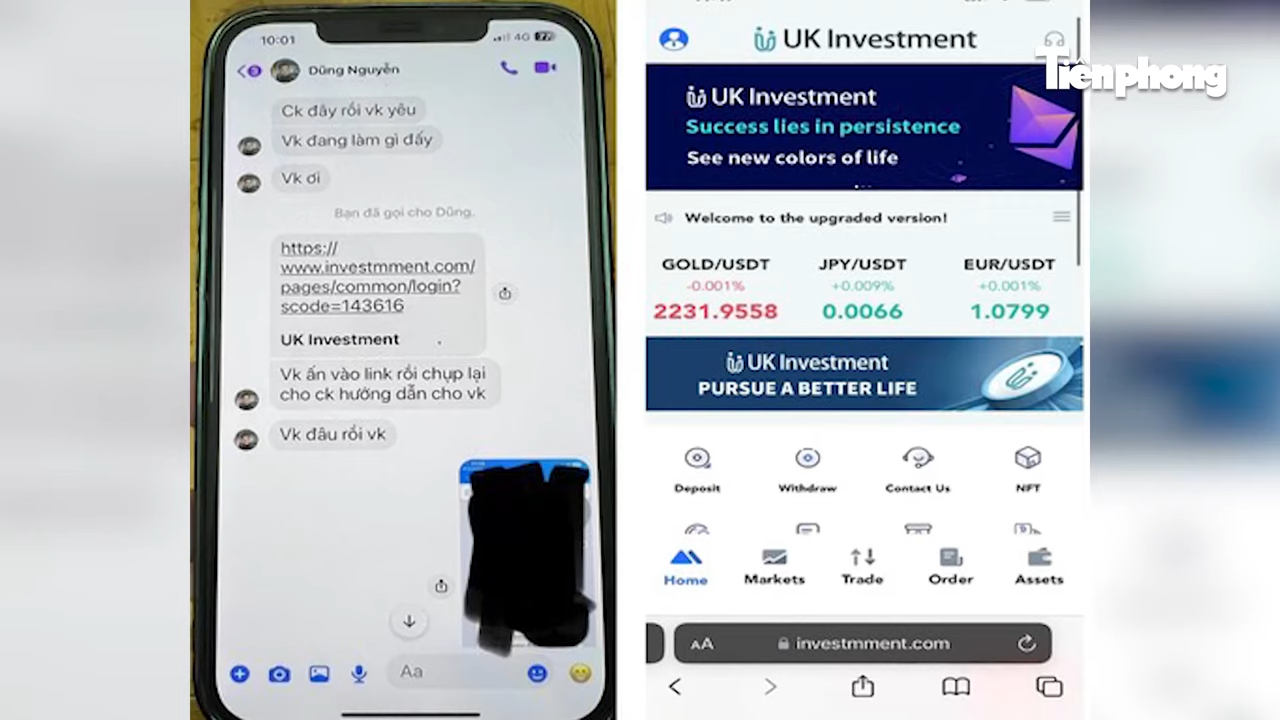 10:01
4G 77
3
Dũng Nguyễn
Ck đây rồi vk yêu
Vk đang làm gì đấy
Vk ơi
Bạn đã gọi cho Dũng.
https://
www.investmment.com/
pages/common/login?
scode=143616
UK Investment
Vk ấn vào link rồi chụp lại
cho ck hướng dẫn cho vk
Vk đâu rồi vk
Aa
UK Investment
Tiền phong
UK Investment
Success lies in persistence
See new colors of life
Welcome to the upgraded version!
GOLD/USDT JPY/USDT EUR/USDT
-0.001% +0.009% +0.001%
2231.9558 0.0066 1.0799
UK Investment
PURSUE A BETTER LIFE
Deposit Withdraw Contact Us NFT
Home Markets Trade Order Assets
AA investmment.com